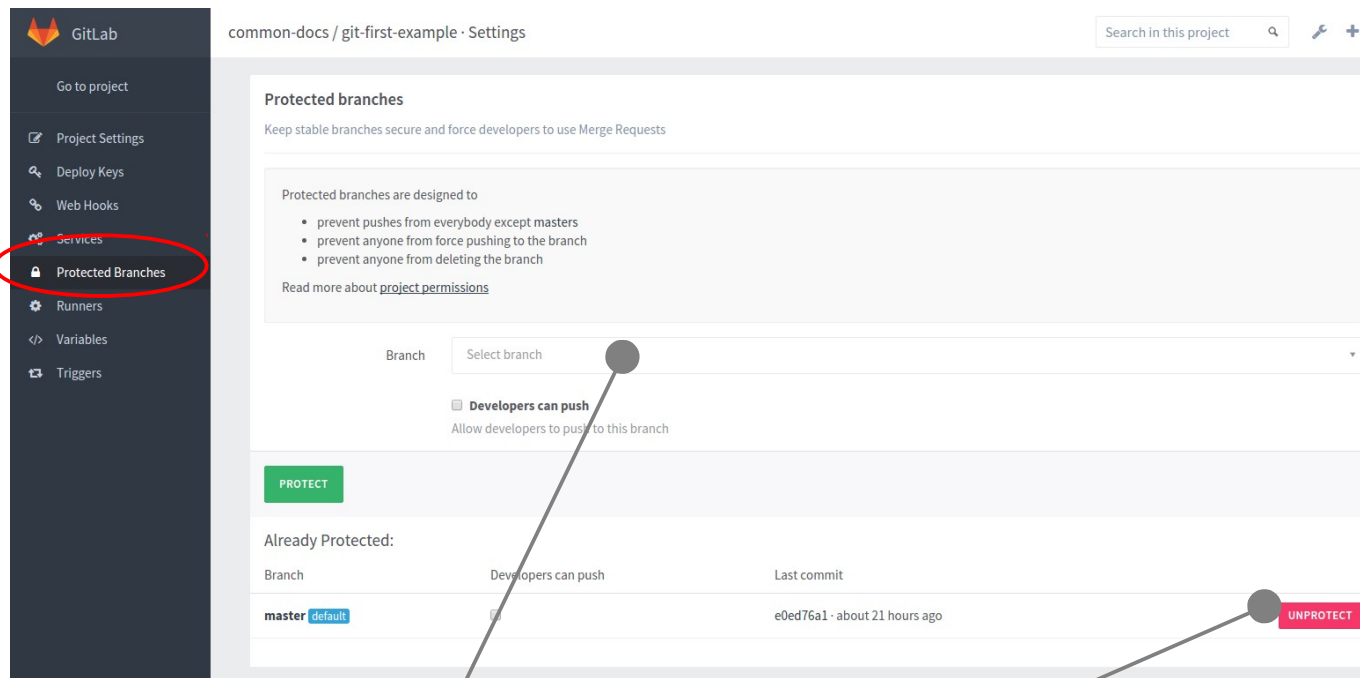 GitLab
common-docs / git-first-example · Settings
Search in this project
Go to project
Project Settings
Deploy Keys
Web Hooks
Services
Protected Branches
Runners
Variables
Triggers
Protected branches
Keep stable branches secure and force developers to use Merge Requests
Protected branches are designed to
prevent pushes from everybody except masters
prevent anyone from force pushing to the branch
prevent anyone from deleting the branch
Read more about project permissions
Branch Select branch
Developers can push
Allow developers to push to this branch
PROTECT
Already Protected:
Branch Developers can push Last commit
master default e0ed76a1 · about 21 hours ago UNPROTECT